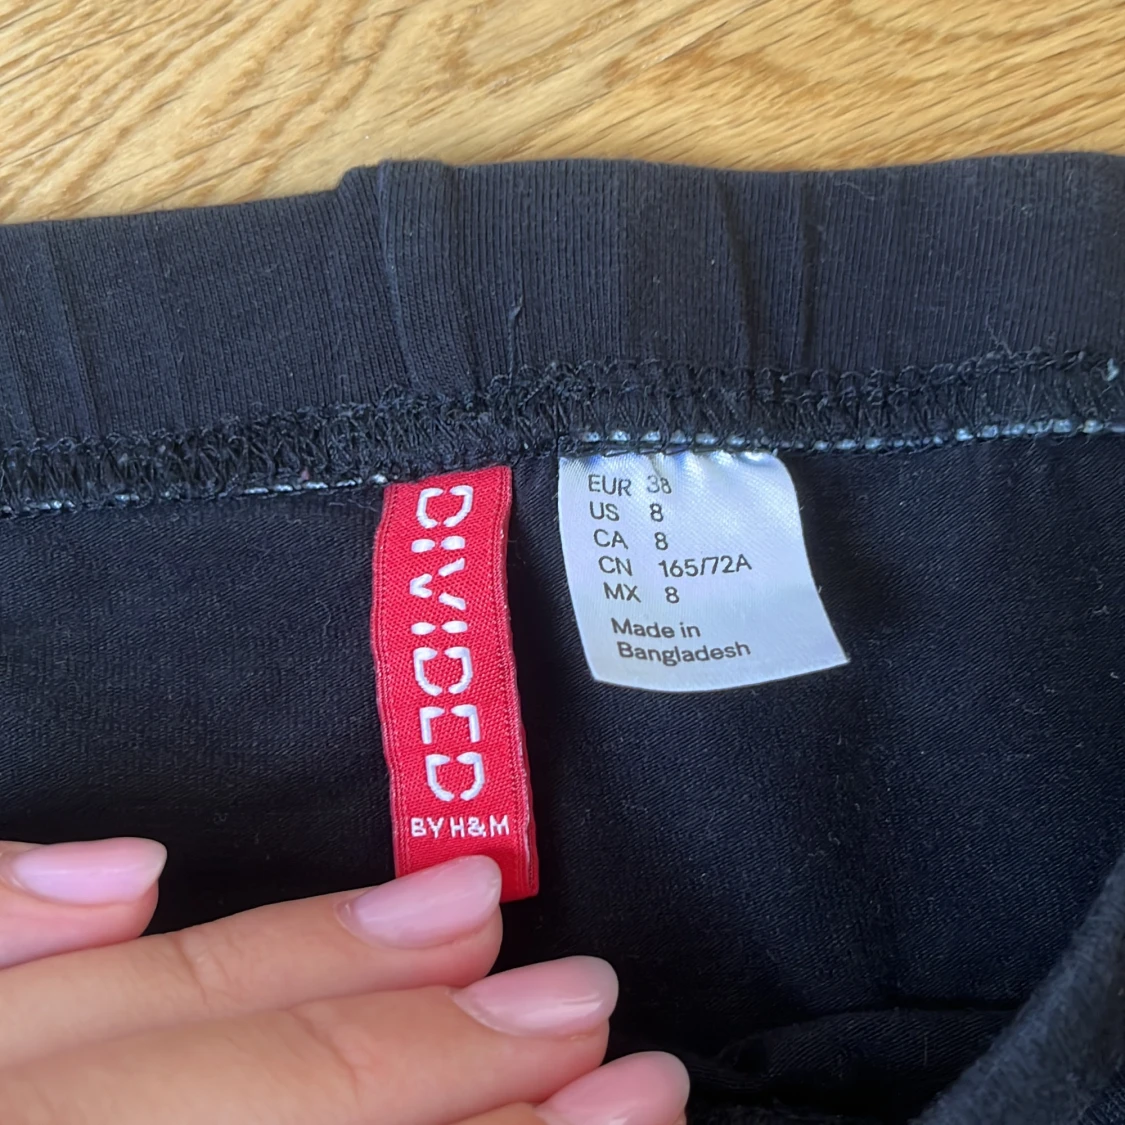 DIVIDED
BY H&M
EUR 38
US 8
CA 8
CN 165/72A
MX 8
Made in
Bangladesh